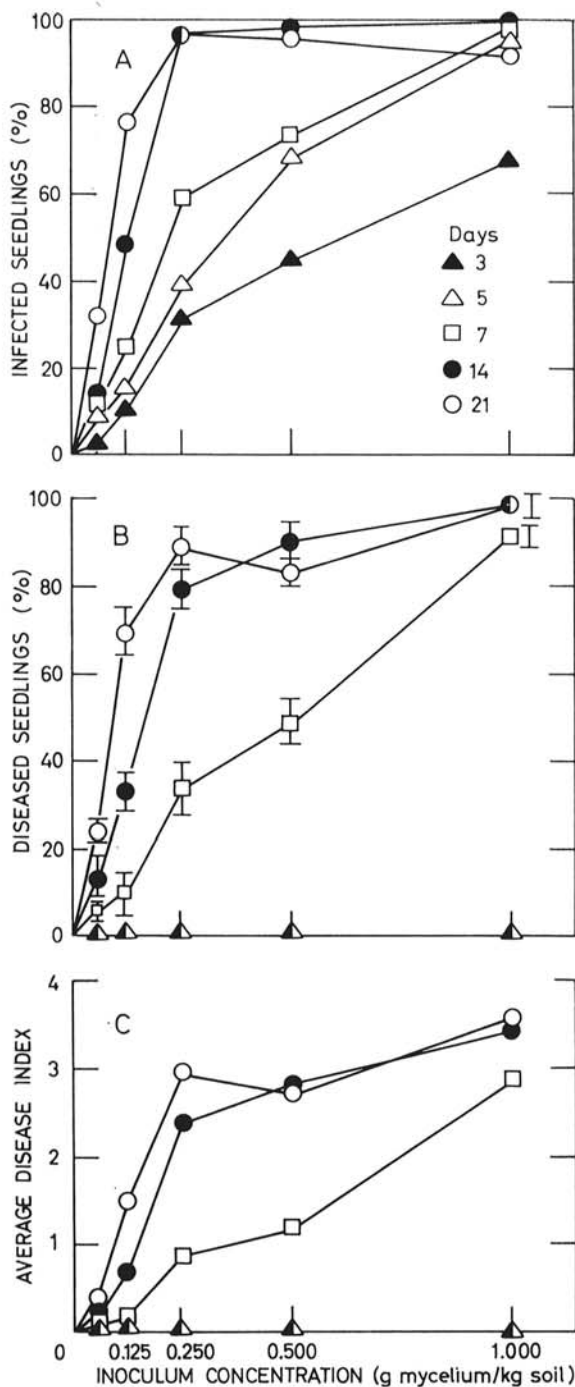 100
80
60
40
20
0
A
INFECTED SEEDLINGS (%)
Days
3
5
7
14
21
100
80
60
40
20
0
B
DISEASED SEEDLINGS (%)
4
3
2
1
C
AVERAGE DISEASE INDEX
0 0.125 0.250 0.500 1.000
INOCULUM CONCENTRATION (g mycelium/kg soil)